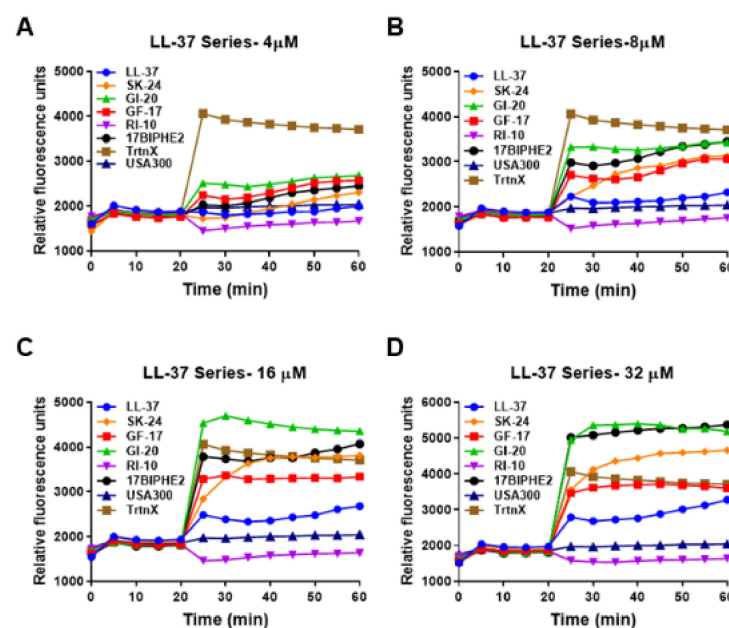 A
LL-37 Series- 4μM
Relative fluorescence units
5000
4000
3000
2000
1000
LL-37
SK-24
GI-20
GF-17
RI-10
17BIPHE2
TrtnX
USA300
0 10 20 30 40 50 60
Time (min)
B
LL-37 Series-8μM
Relative fluorescence units
5000
4000
3000
2000
1000
LL-37
SK-24
GI-20
GF-17
RI-10
17BIPHE2
USA300
TrtnX
0 10 20 30 40 50 60
Time (min)
C
LL-37 Series- 16 μM
Relative fluorescence units
5000
4000
3000
2000
1000
LL-37
SK-24
GF-17
GI-20
RI-10
17BIPHE2
USA300
TrtnX
0 10 20 30 40 50 60
Time (min)
D
LL-37 Series- 32 μM
Relative fluorescence units
6000
5000
4000
3000
2000
1000
LL-37
SK-24
GF-17
GI-20
RI-10
17BIPHE2
USA300
TrtnX
0 10 20 30 40 50 60
Time (min)